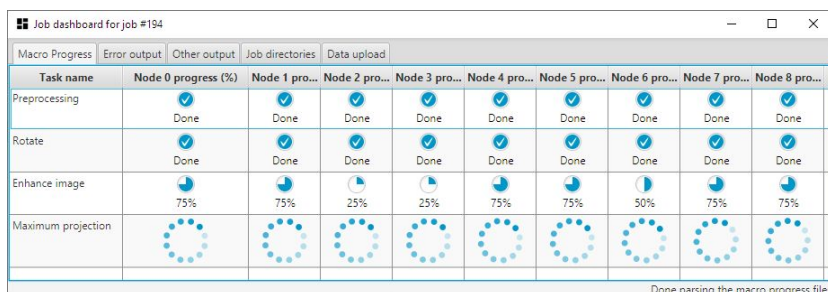 Job dashboard for job #194
Macro Progress Error output Other output Job directories Data upload
Task name Node 0 progress (%) Node 1 pro... Node 2 pro... Node 3 pro... Node 4 pro... Node 5 pro... Node 6 pro... Node 7 pro... Node 8 pro...
Preprocessing
Done Done Done Done Done Done Done Done Done
Rotate
Done Done Done Done Done Done Done Done Done
Enhance image
75% 75% 25% 25% 75% 75% 50% 75% 75%
Maximum projection
Done parsing the macro progress file